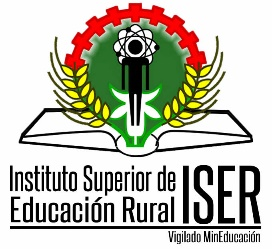 Instituto Superior de
Educación Rural ISER
Vigilado MinEducación